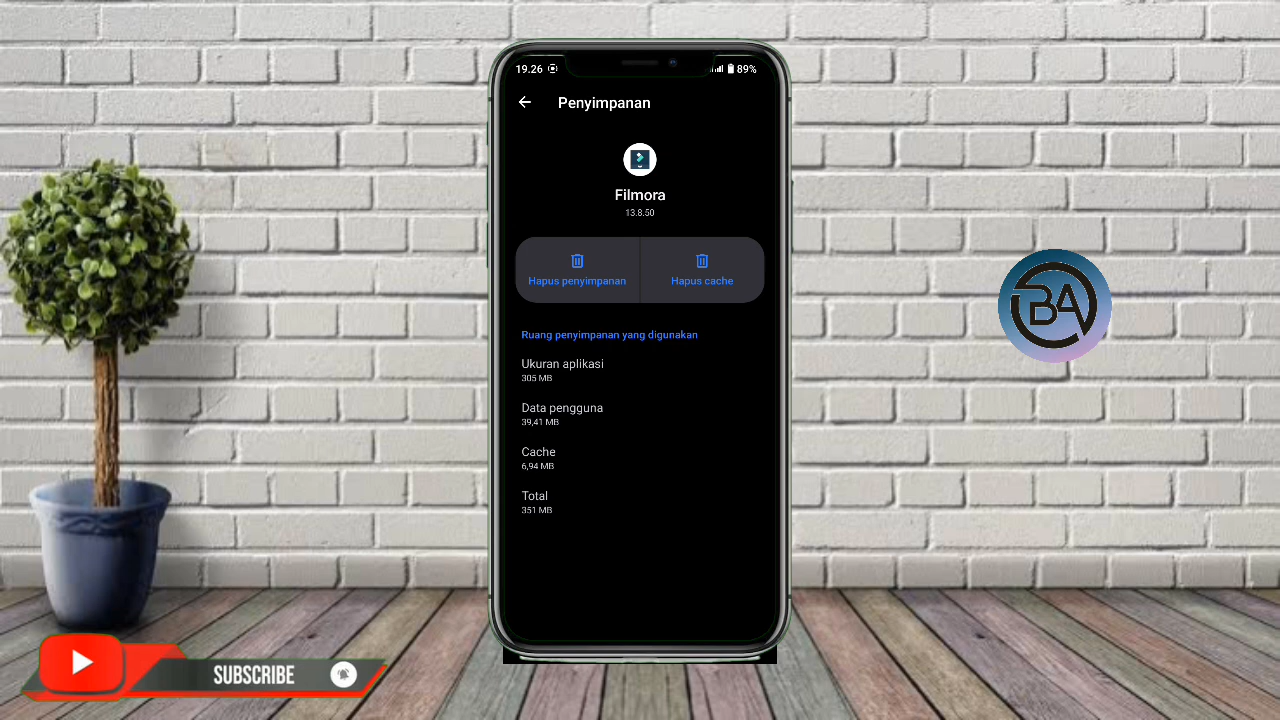 19.26
89%
Penyimpanan
Filmora
13.8.50
Hapus penyimpanan
Hapus cache
Ruang penyimpanan yang digunakan
Ukuran aplikasi
305 MB
Data pengguna
39,41 MB
Cache
6,94 MB
Total
351 MB
BA
SUBSCRIBE